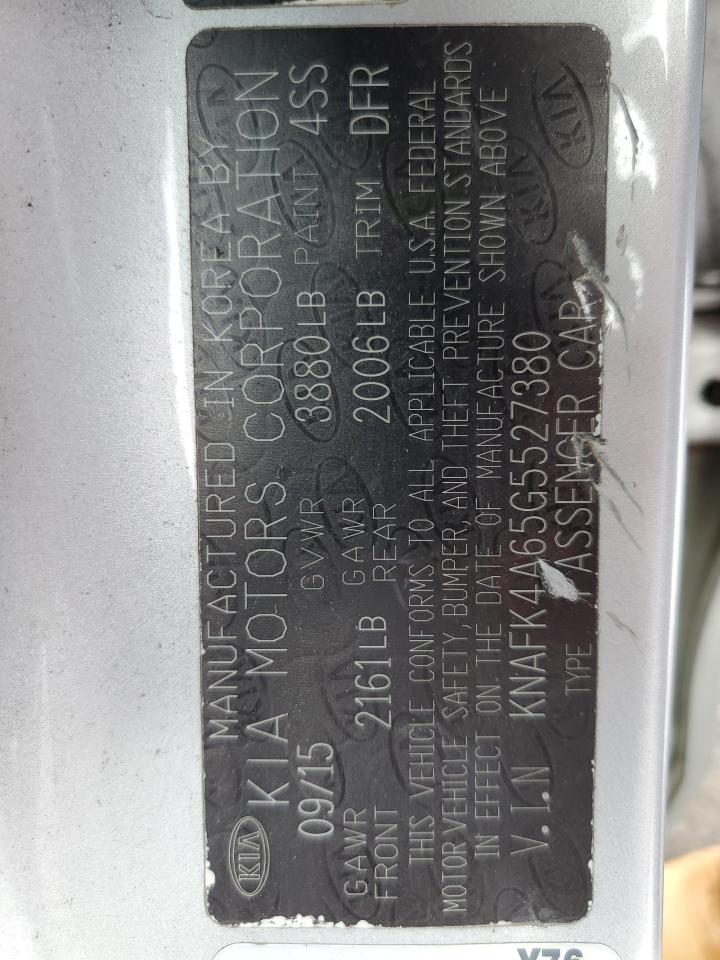 KIA
MANUFACTURED IN KOREA BY
KIA MOTORS CORPORATION
09/15 GVWR 3880LB PAINT 4SS
GAWR FRONT 2161LB GAWR REAR 2006LB TRIM DFR
THIS VEHICLE CONFORMS TO ALL APPLICABLE U.S.A. FEDERAL
MOTOR VEHICLE SAFETY, BUMPER, AND THEFT PREVENTION STANDARDS
IN EFFECT ON THE DATE OF MANUFACTURE SHOWN ABOVE
V.I.N KNAFK4A65G5527380
TYPE PASSENGER CAR